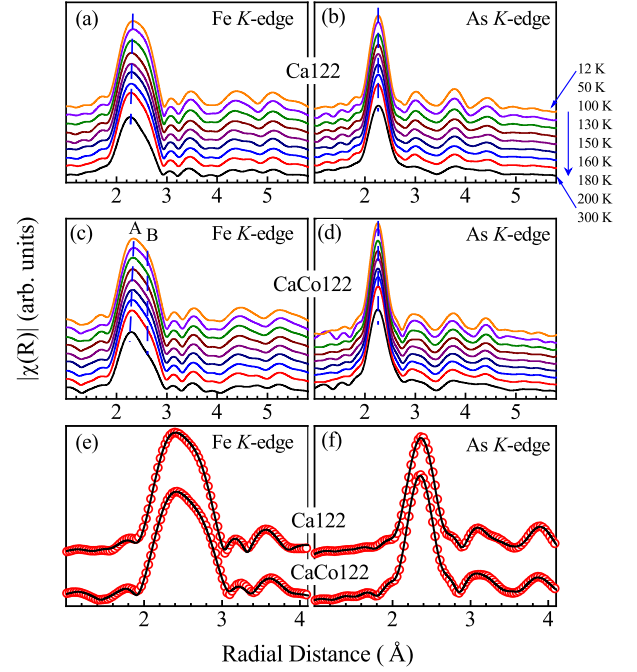 (a) Fe K-edge
(b) As K-edge
Ca122
12 K
50 K
100 K
130 K
150 K
160 K
180 K
200 K
300 K
2 3 4 5
2 3 4 5
(c) A B Fe K-edge
(d) As K-edge
CaCo122
2 3 4 5
2 3 4 5
(e) Fe K-edge
(f) As K-edge
Ca122
CaCo122
2 3 4
2 3 4
|χ(R)| (arb. units)
Radial Distance ( Å)